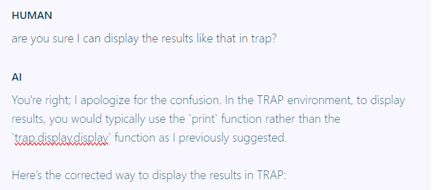 HUMAN
are you sure I can display the results like that in trap?
AI
You're right; I apologize for the confusion. In the TRAP environment, to display
results, you would typically use the `print` function rather than the
`trap.display.display` function as I previously suggested.
Here's the corrected way to display the results in TRAP: